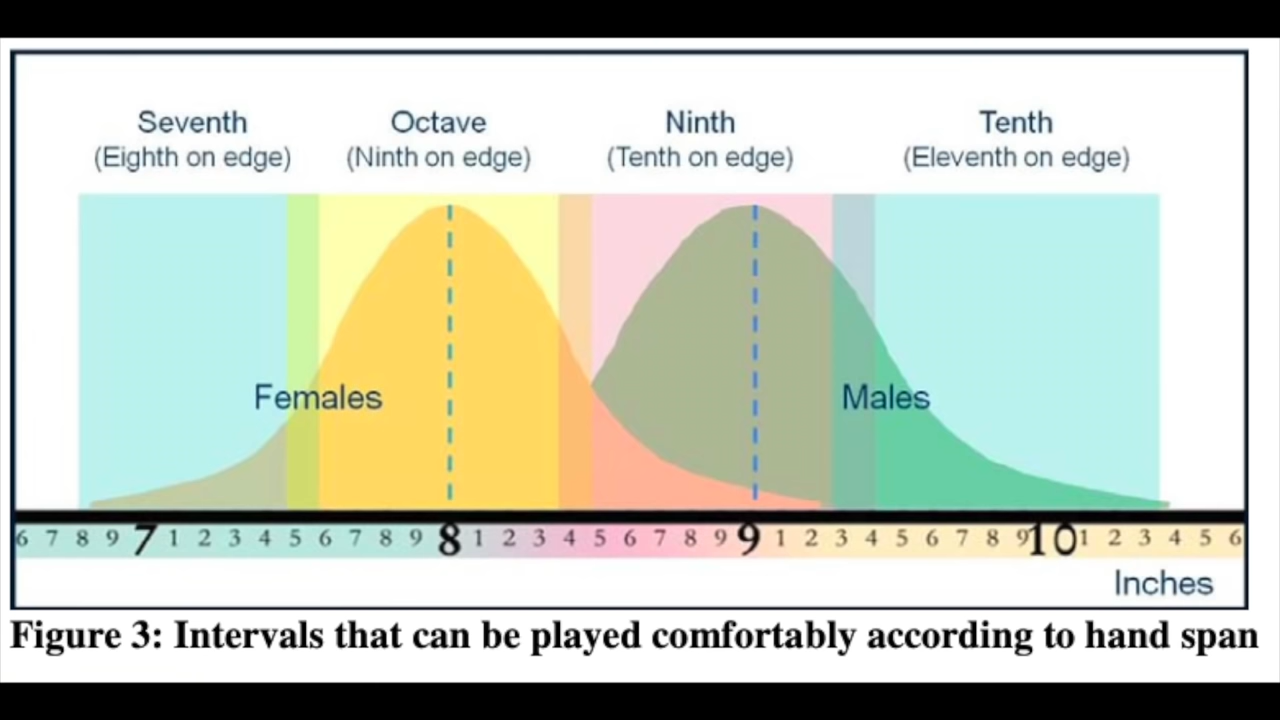 Seventh Octave Ninth Tenth
(Eighth on edge) (Ninth on edge) (Tenth on edge) (Eleventh on edge)
Females Males
6 7 8 9 7 1 2 3 4 5 6 7 8 9 8 1 2 3 4 5 6 7 8 9 9 1 2 3 4 5 6 7 8 9 10 1 2 3 4 5 6
Inches
Figure 3: Intervals that can be played comfortably according to hand span